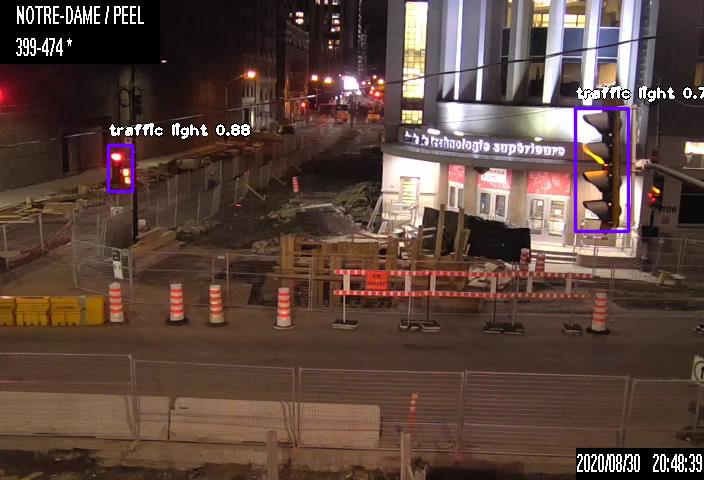 NOTRE-DAME / PEEL
399-474 *
traffic light 0.88
traffic light 0.7
technologie supérieure
2020/08/30 20:48:39